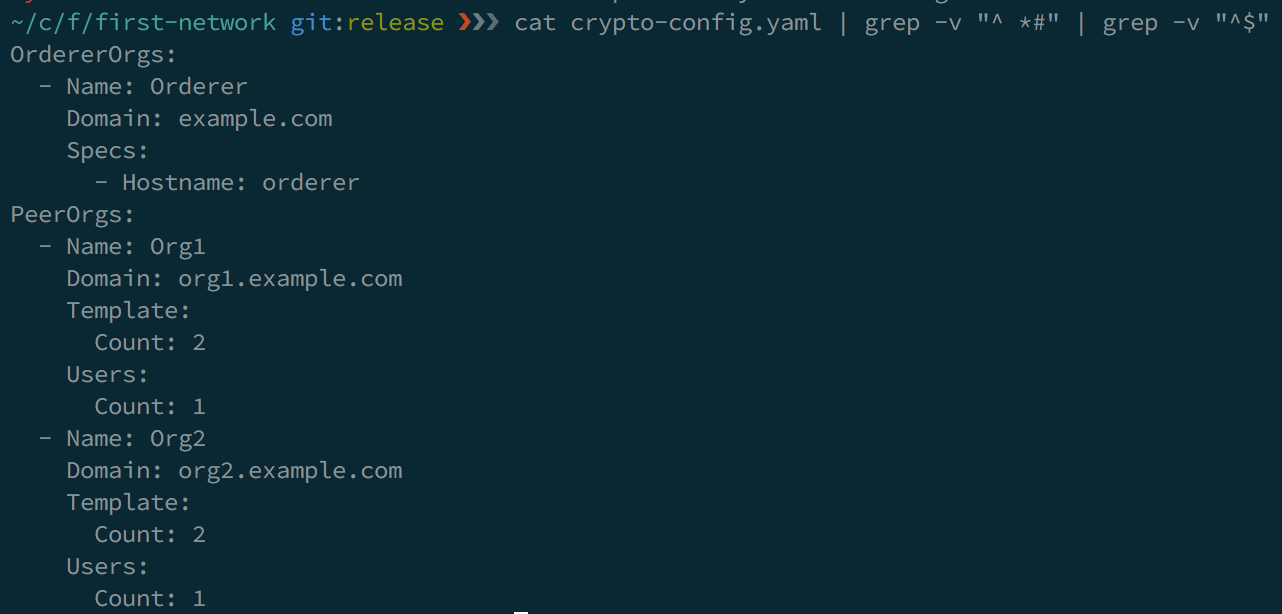 ~/c/f/first-network git:release ❯❯❯ cat crypto-config.yaml | grep -v "^ *#" | grep -v "^$"
OrdererOrgs:
  - Name: Orderer
    Domain: example.com
    Specs:
      - Hostname: orderer
PeerOrgs:
  - Name: Org1
    Domain: org1.example.com
    Template:
      Count: 2
    Users:
      Count: 1
  - Name: Org2
    Domain: org2.example.com
    Template:
      Count: 2
    Users:
      Count: 1